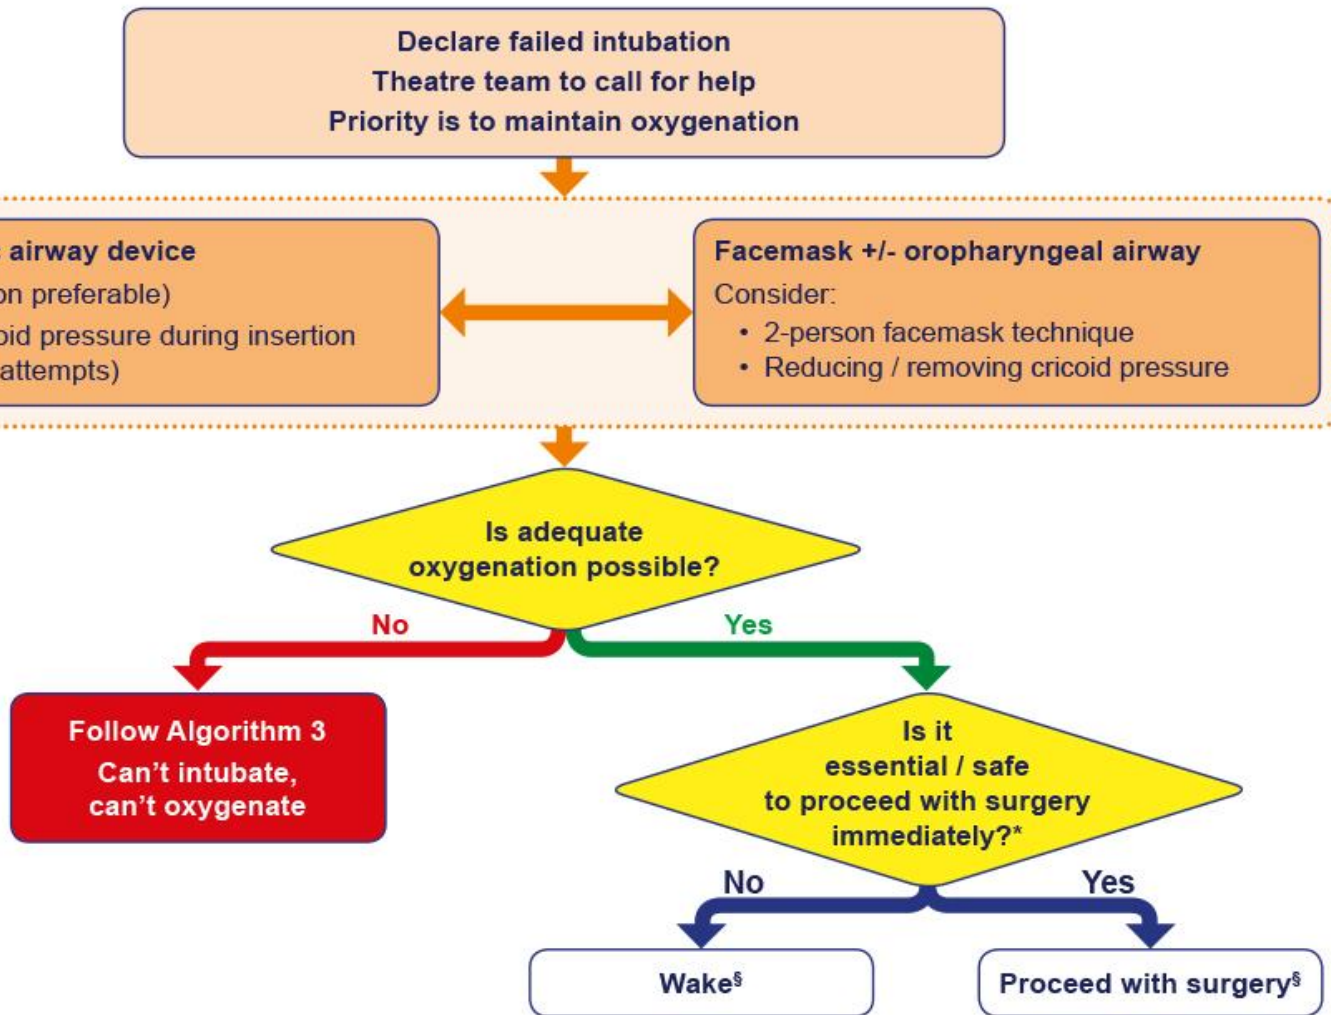 Declare failed intubation
Theatre team to call for help
Priority is to maintain oxygenation
airway device
on preferable)
oid pressure during insertion
attempts)
Facemask +/- oropharyngeal airway
Consider:
• 2-person facemask technique
• Reducing / removing cricoid pressure
Is adequate
oxygenation possible?
No
Yes
Follow Algorithm 3
Can’t intubate,
can’t oxygenate
Is it
essential / safe
to proceed with surgery
immediately?*
No
Yes
Wake§
Proceed with surgery§